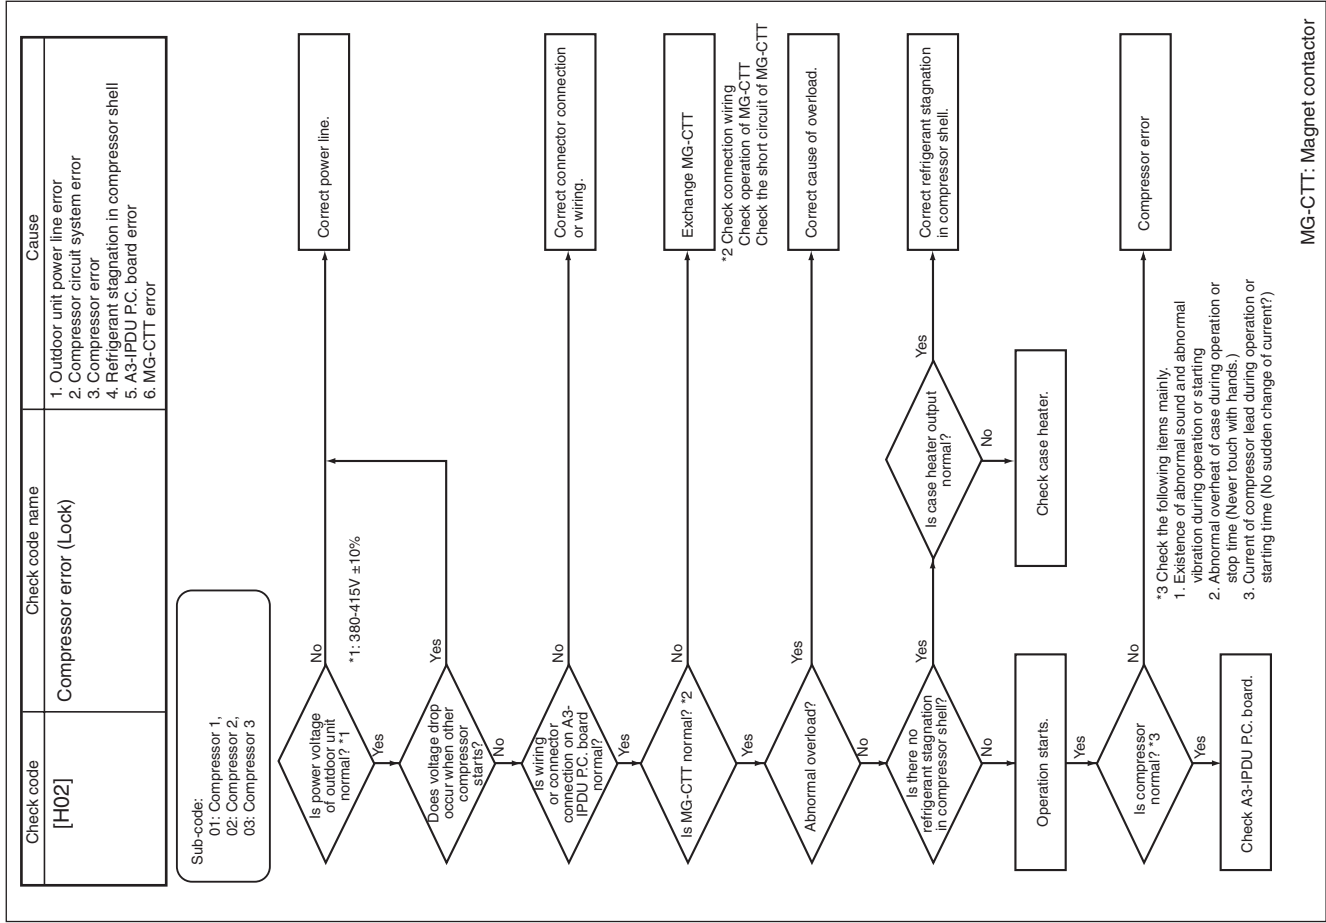 Check code
Check code name
Cause
[H02]
Compressor error (Lock)
1. Outdoor unit power line error
2. Compressor circuit system error
3. Compressor error
4. Refrigerant stagnation in compressor shell
5. A3-IPDU P.C. board error
6. MG-CTT error
Sub-code:
01: Compressor 1,
02: Compressor 2,
03: Compressor 3
Is power voltage
of outdoor unit
normal? *1
No
*1: 380-415V ±10%
Correct power line.
Yes
Does voltage drop
occur when other
compressor
starts?
Yes
No
Is wiring
or connector
connection on A3-
IPDU P.C. board
normal?
No
Correct connector connection
or wiring.
Yes
Is MG-CTT normal? *2
No
Exchange MG-CTT
*2 Check connection wiring
Check operation of MG-CTT
Check the short circuit of MG-CTT
Yes
Abnormal overload?
Yes
Correct cause of overload.
No
Is there no
refrigerant stagnation
in compressor shell?
Yes
Is case heater output
normal?
Yes
Correct refrigerant stagnation
in compressor shell.
No
Check case heater.
No
Operation starts.
Yes
Is compressor
normal? *3
No
Compressor error
*3 Check the following items mainly.
1. Existence of abnormal sound and abnormal
vibration during operation or starting
2. Abnormal overheat of case during operation or
stop time (Never touch with hands.)
3. Current of compressor lead during operation or
starting time (No sudden change of current?)
Yes
Check A3-IPDU P.C. board.
MG-CTT: Magnet contactor